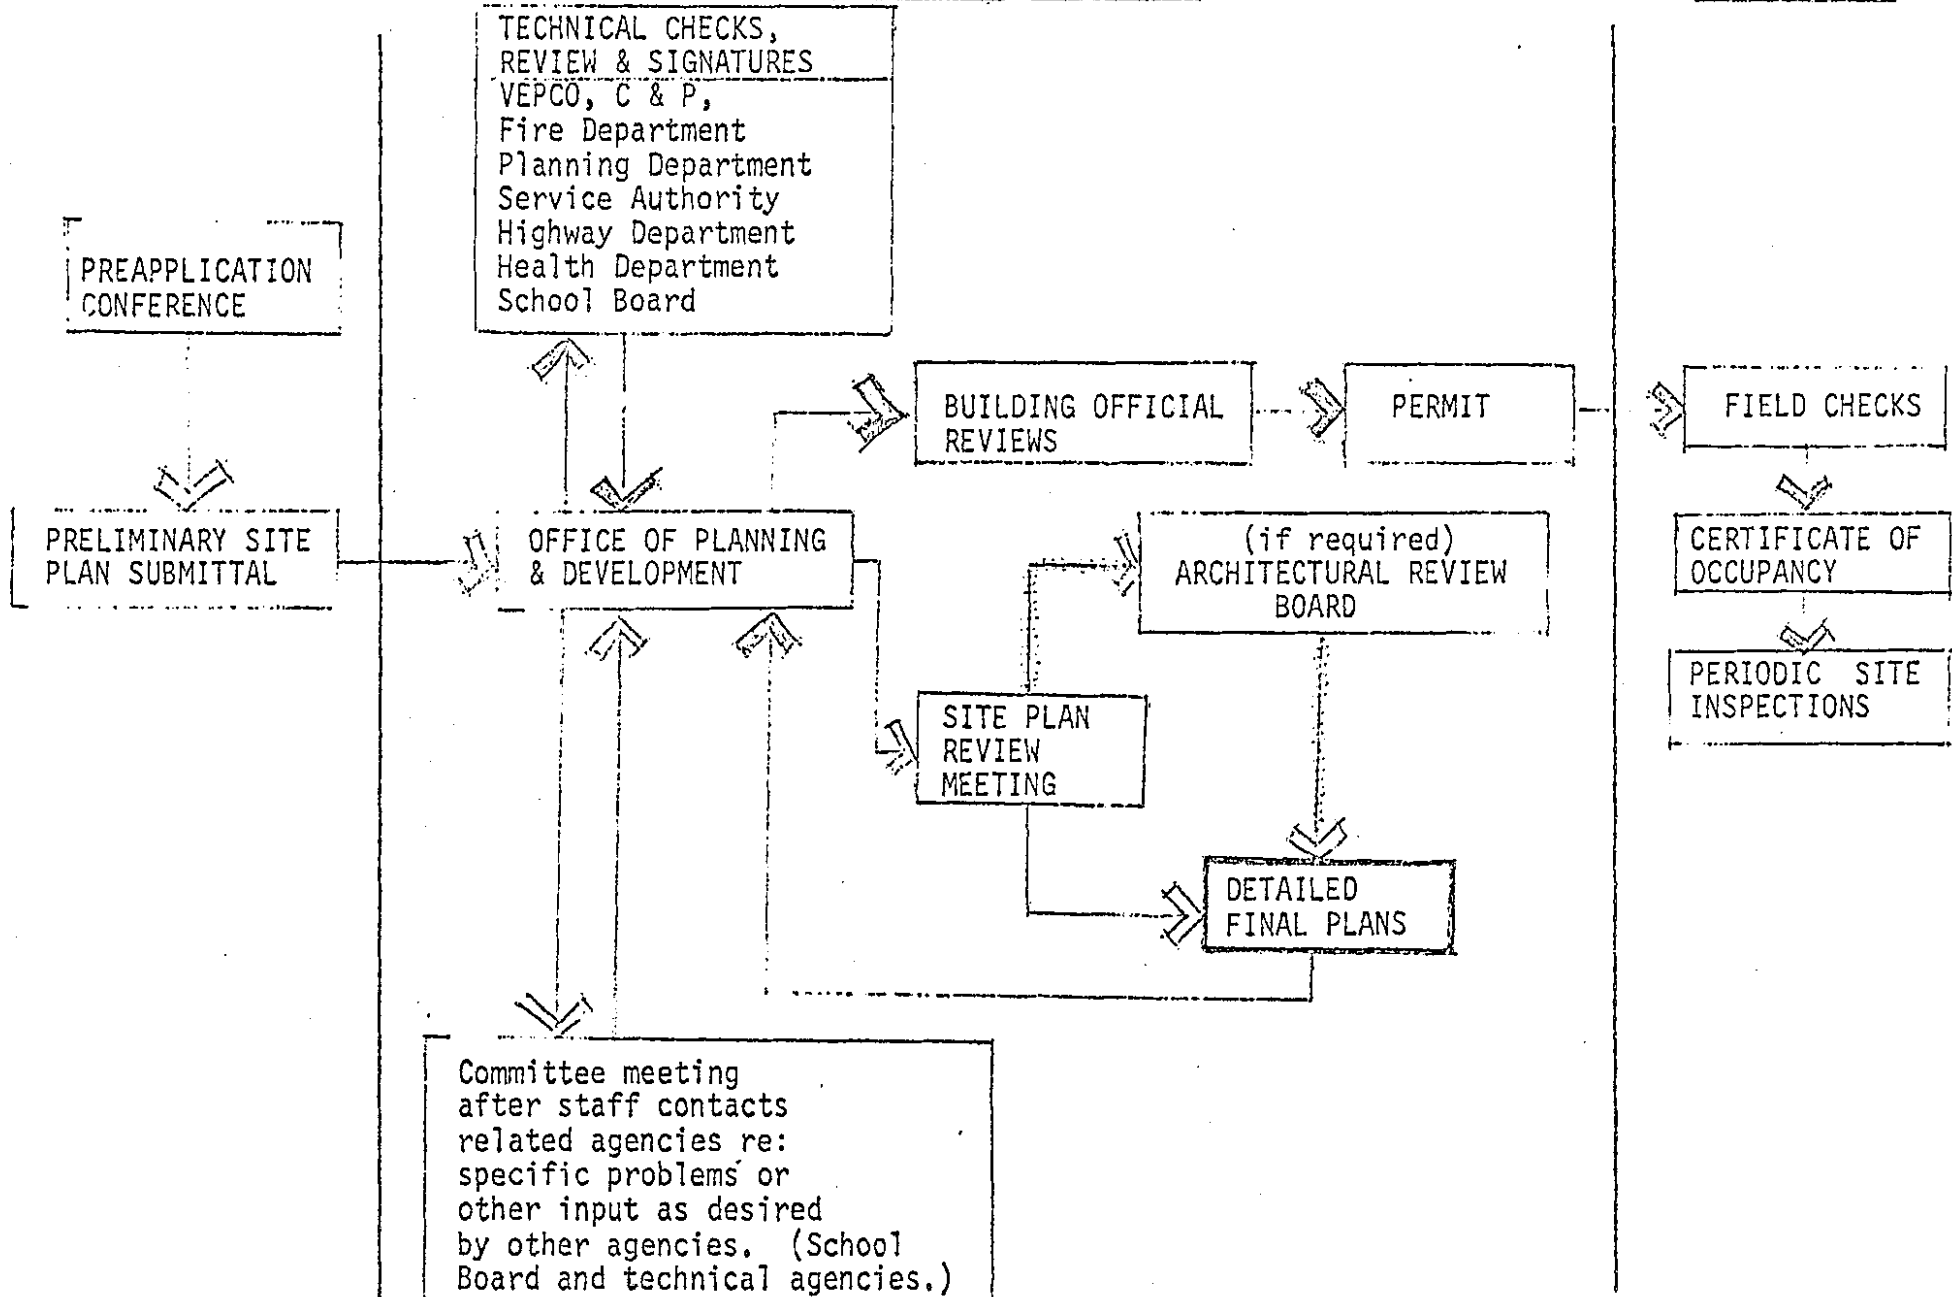 TECHNICAL CHECKS,
REVIEW & SIGNATURES
VEPCO, C & P,
Fire Department
Planning Department
Service Authority
Highway Department
Health Department
School Board
PREAPPLICATION
CONFERENCE
PRELIMINARY SITE
PLAN SUBMITTAL
OFFICE OF PLANNING
& DEVELOPMENT
BUILDING OFFICIAL
REVIEWS
PERMIT
FIELD CHECKS
(if required)
ARCHITECTURAL REVIEW
BOARD
CERTIFICATE OF
OCCUPANCY
PERIODIC SITE
INSPECTIONS
SITE PLAN
REVIEW
MEETING
DETAILED
FINAL PLANS
Committee meeting
after staff contacts
related agencies re:
specific problems or
other input as desired
by other agencies. (School
Board and technical agencies.)